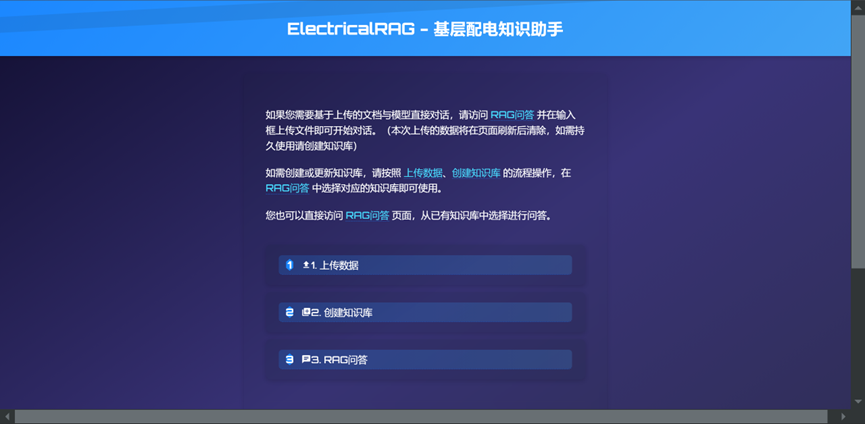 ElectricalRAG - 基层配电知识助手
如果您需要基于上传的文档与模型直接对话，请访问 RAG问答 并在输入
框上传文件即可开始对话。（本次上传的数据将在页面刷新后清除，如需持
久使用请创建知识库）
如需创建或更新知识库，请按照 上传数据、创建知识库 的流程操作，在
RAG问答 中选择对应的知识库即可使用。
您也可以直接访问 RAG问答 页面，从已有知识库中选择进行问答。
1 1. 上传数据
2 2. 创建知识库
3 3. RAG问答